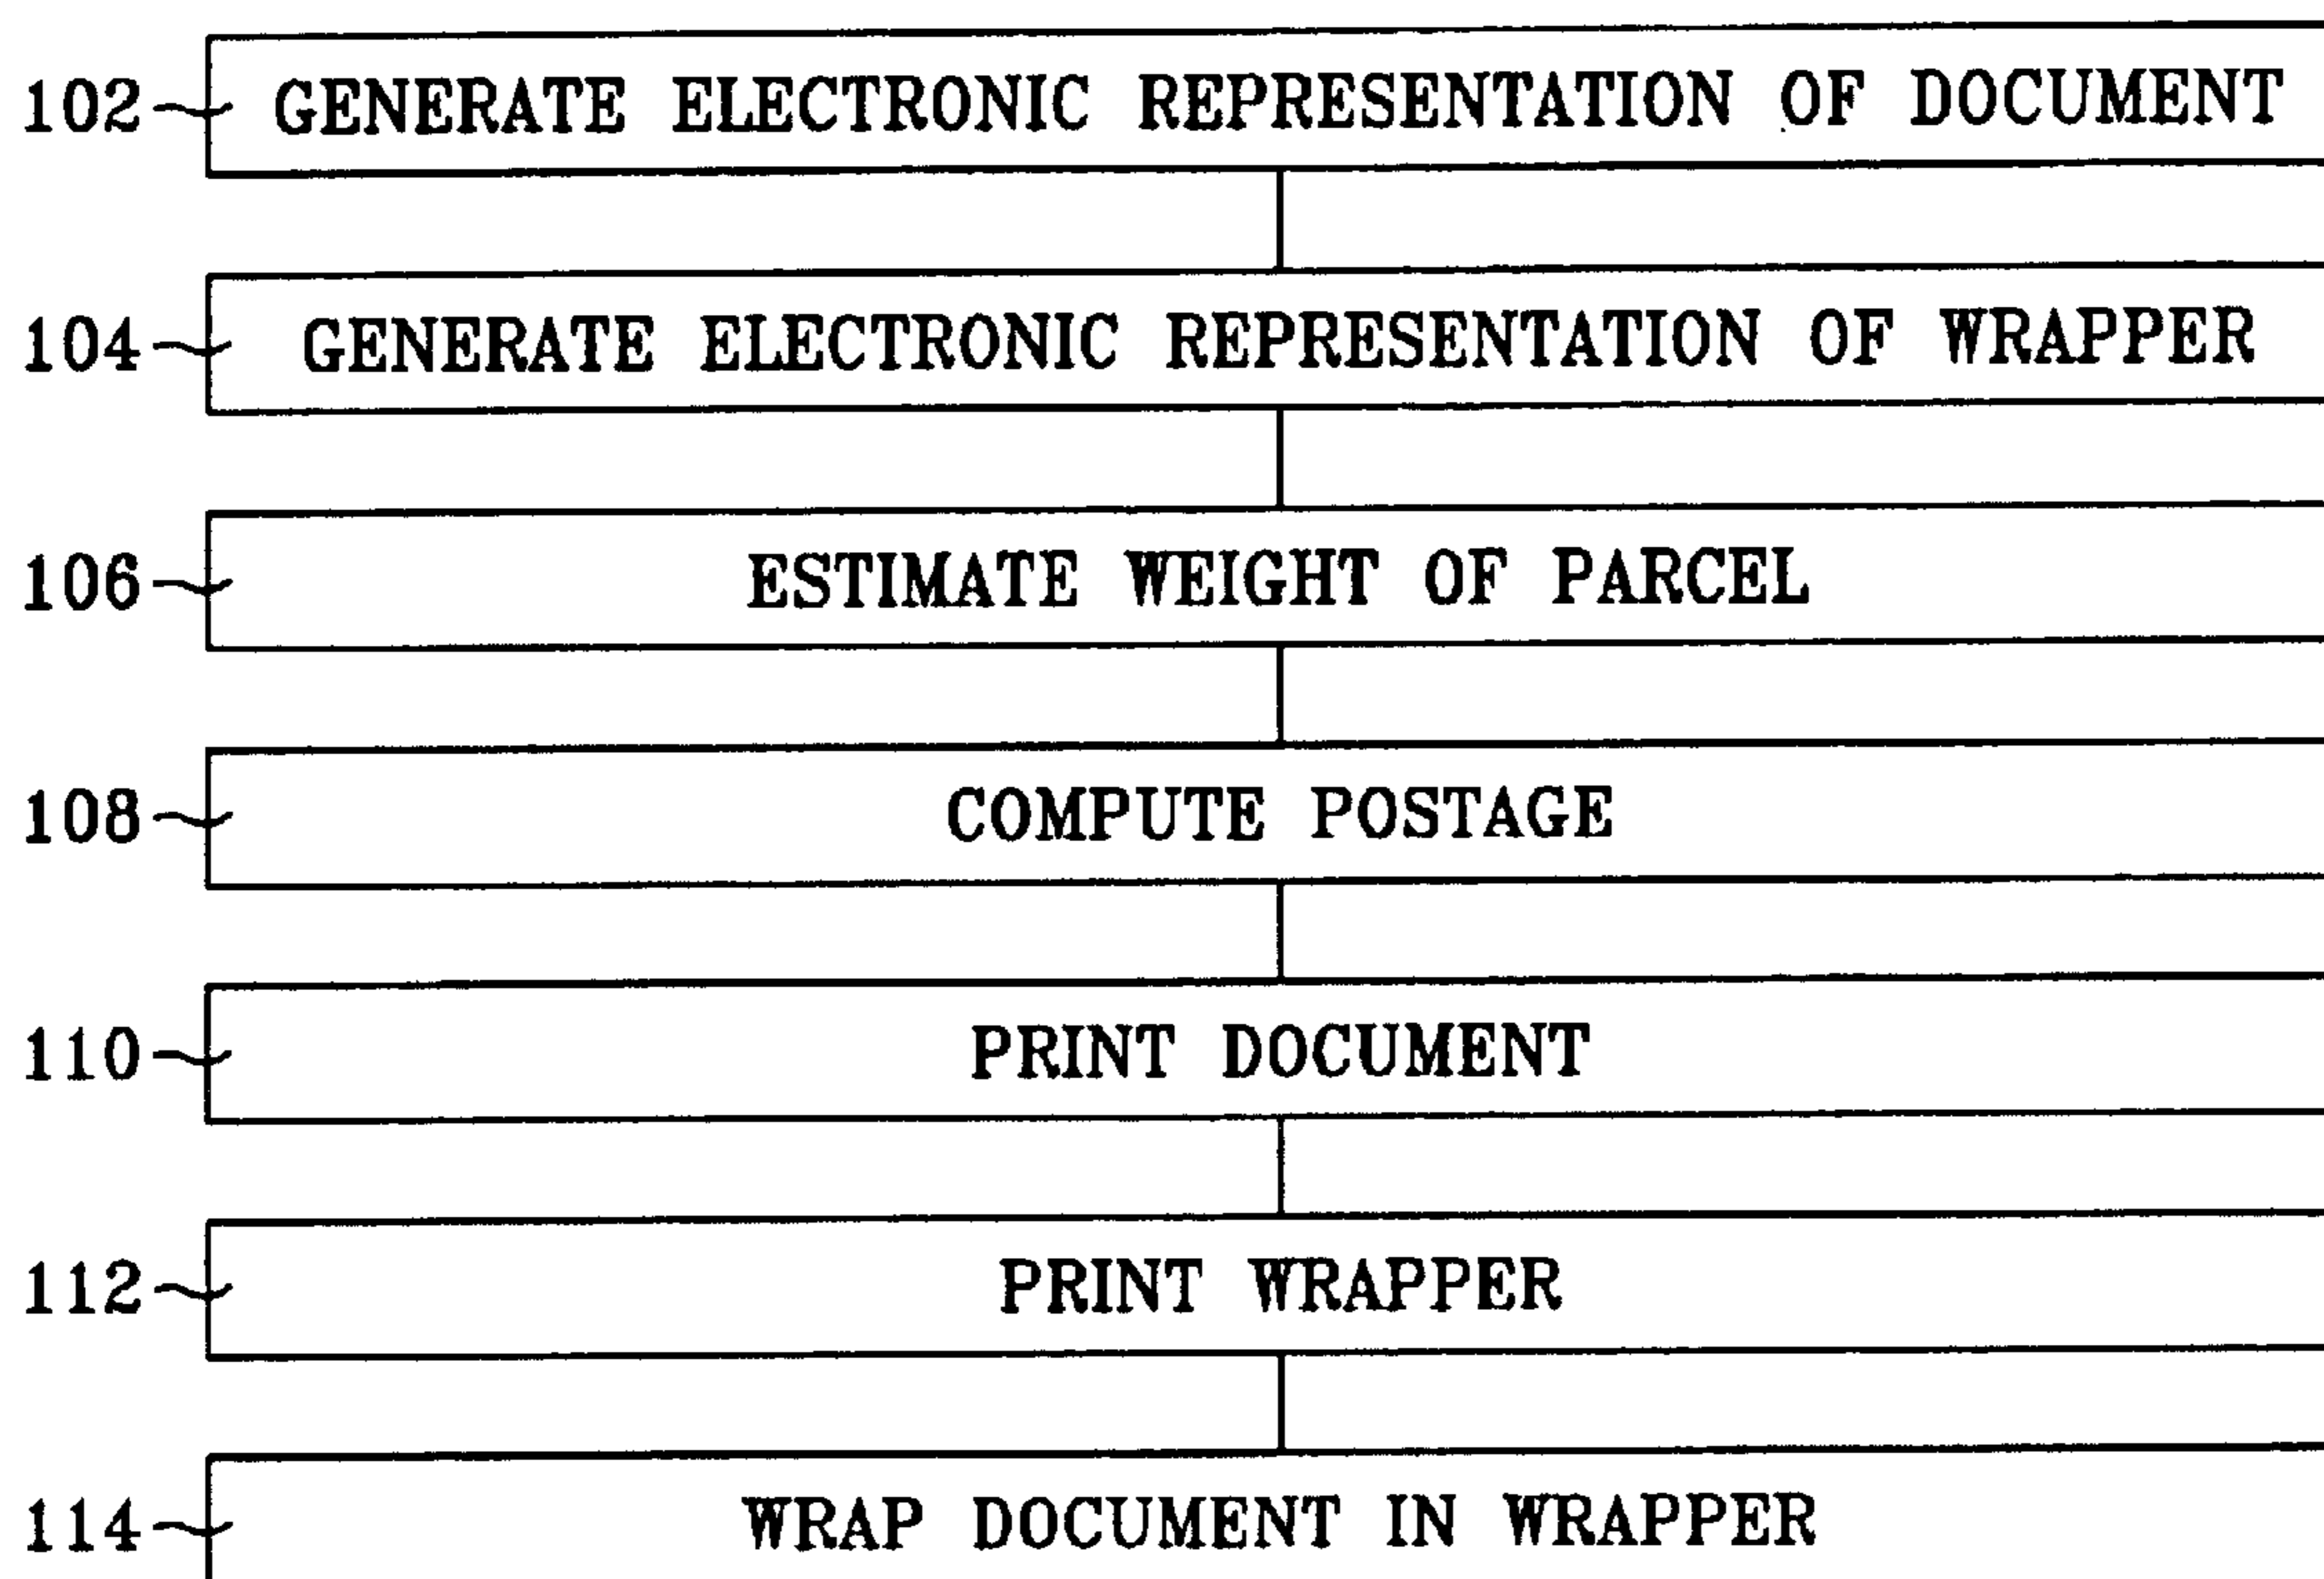 102 GENERATE ELECTRONIC REPRESENTATION OF DOCUMENT
104 GENERATE ELECTRONIC REPRESENTATION OF WRAPPER
106 ESTIMATE WEIGHT OF PARCEL
108 COMPUTE POSTAGE
110 PRINT DOCUMENT
112 PRINT WRAPPER
114 WRAP DOCUMENT IN WRAPPER